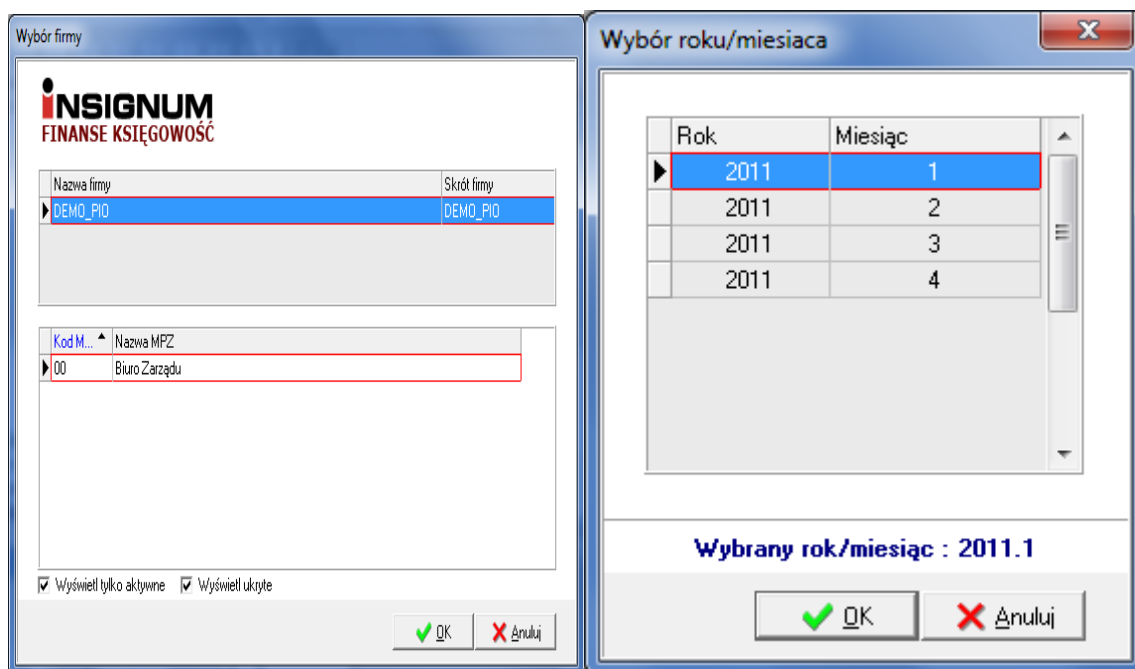 Wybór firmy
INSIGNUM
FINANSE KSIĘGOWOŚĆ
Nazwa firmy Skrót firmy
DEMO_PIO DEMO_PIO
Kod M... Nazwa MPZ
00 Biuro Zarządu
Wyświetl tylko aktywne Wyświetl ukryte
OK Anuluj
Wybór roku/miesiaca
Rok Miesiąc
2011 1
2011 2
2011 3
2011 4
Wybrany rok/miesiąc : 2011.1
OK Anuluj